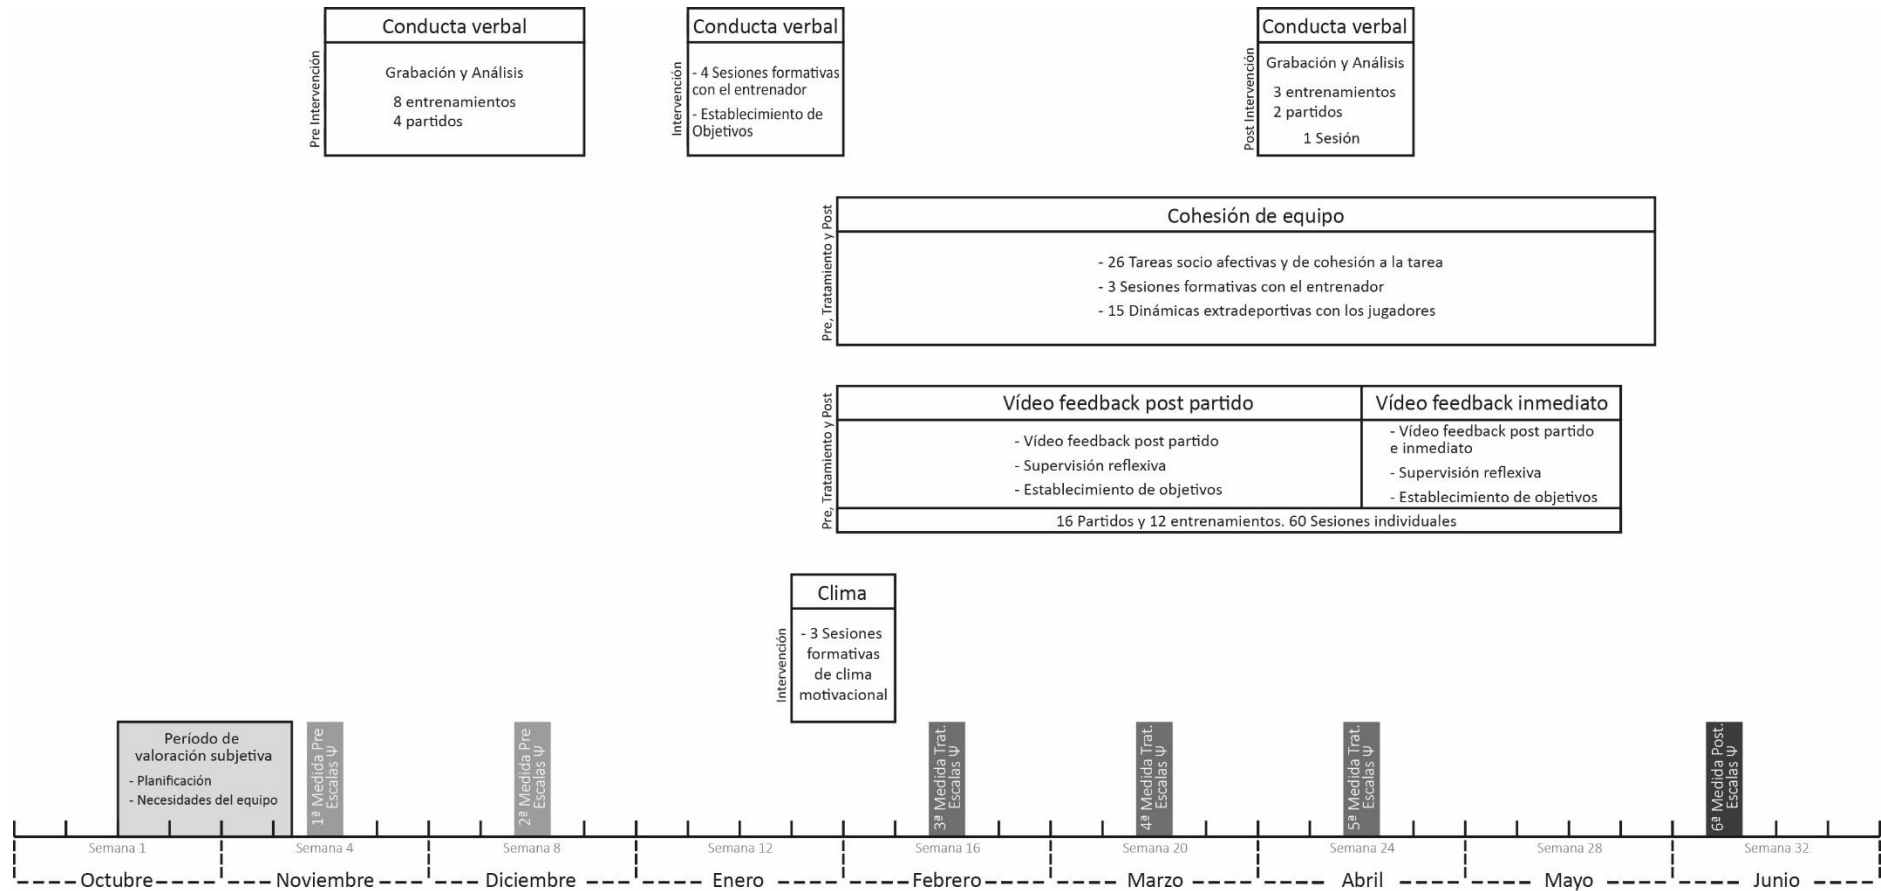 Conducta verbal
Pre Intervención
Grabación y Análisis
8 entrenamientos
4 partidos
Conducta verbal
Intervención
- 4 Sesiones formativas
con el entrenador
- Establecimiento de
Objetivos
Conducta verbal
Post Intervención
Grabación y Análisis
3 entrenamientos
2 partidos
1 Sesión
Pre, Tratamiento y Post
Cohesión de equipo
- 26 Tareas socio afectivas y de cohesión a la tarea
- 3 Sesiones formativas con el entrenador
- 15 Dinámicas extradeportivas con los jugadores
Pre, Tratamiento y Post
Vídeo feedback post partido
- Vídeo feedback post partido
- Supervisión reflexiva
- Establecimiento de objetivos
Vídeo feedback inmediato
- Vídeo feedback post partido
e inmediato
- Supervisión reflexiva
- Establecimiento de objetivos
16 Partidos y 12 entrenamientos. 60 Sesiones individuales
Intervención
Clima
- 3 Sesiones
formativas
de clima
motivacional
Período de
valoración subjetiva
- Planificación
- Necesidades del equipo
1ª Medida Pre
Escalas Ψ
2ª Medida Pre
Escalas Ψ
3ª Medida Trat.
Escalas Ψ
4ª Medida Trat.
Escalas Ψ
5ª Medida Trat.
Escalas Ψ
6ª Medida Post.
Escalas Ψ
Semana 1
Semana 4
Semana 8
Semana 12
Semana 16
Semana 20
Semana 24
Semana 28
Semana 32
Octubre
Noviembre
Diciembre
Enero
Febrero
Marzo
Abril
Mayo
Junio